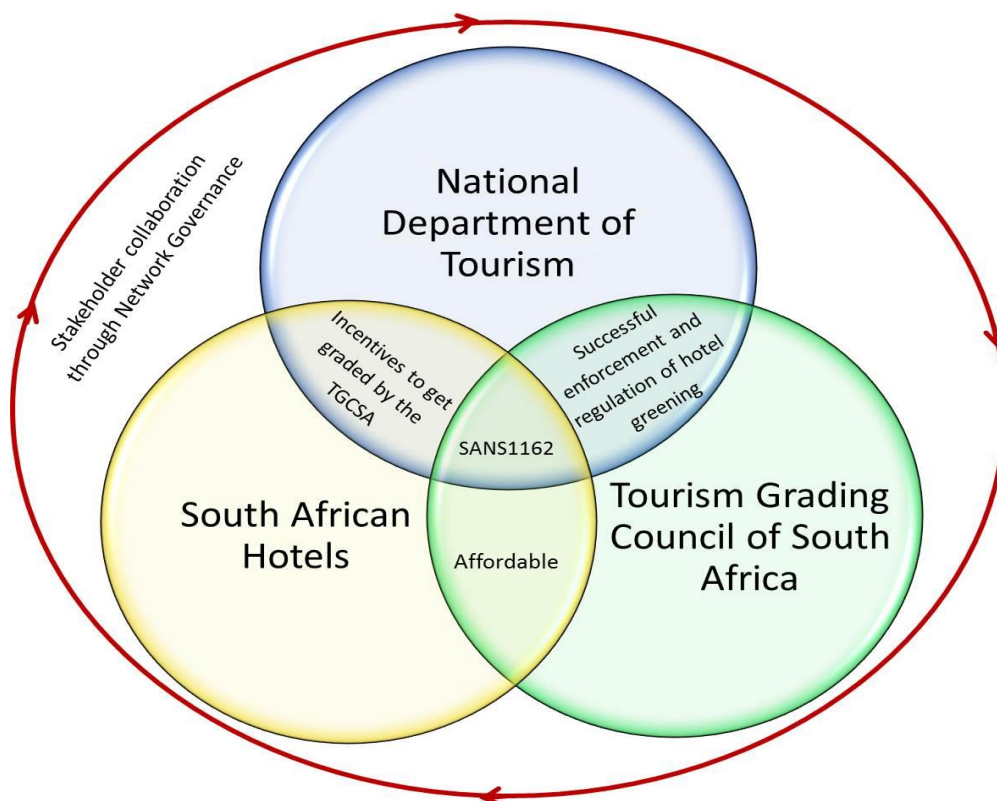 Stakeholder collaboration
through Network Governance
National
Department of
Tourism
Incentives to get
graded by the
TGCSA
Successful
enforcement and
regulation of hotel
greening
SANS1162
South African
Hotels
Affordable
Tourism Grading
Council of South
Africa